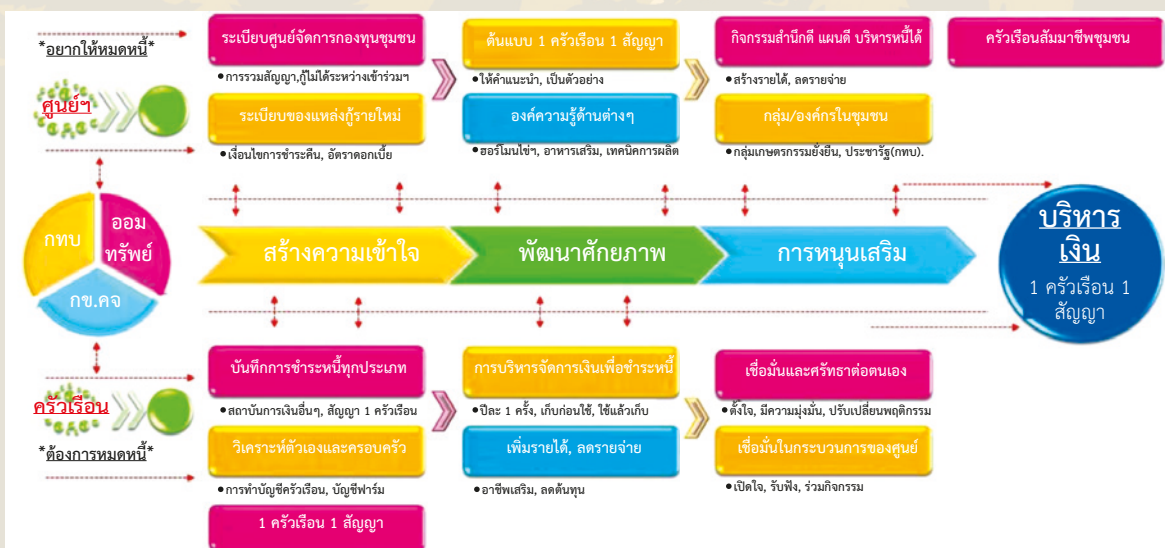 *อยากให้หมดหนี้*
ศูนย์ฯ
ระเบียบศูนย์จัดการกองทุนชุมชน
•การรวมสัญญา,กู้ไม่ได้ระหว่างเข้าร่วมฯ
ระเบียบของแหล่งกู้รายใหม่
•เงื่อนไขการชำระคืน, อัตราดอกเบี้ย
ต้นแบบ 1 ครัวเรือน 1 สัญญา
•ให้คำแนะนำ, เป็นตัวอย่าง
องค์ความรู้ด้านต่างๆ
•ฮอร์โมนไข่ฯ, อาหารเสริม, เทคนิคการผลิต
กิจกรรมสำนึกดี แผนดี บริหารหนี้ได้
•สร้างรายได้, ลดรายจ่าย
กลุ่ม/องค์กรในชุมชน
•กลุ่มเกษตรกรรมยั่งยืน, ประชารัฐ(กทบ).
ครัวเรือนสัมมาชีพชุมชน
กทบ
ออม
ทรัพย์
กข.คจ
สร้างความเข้าใจ
พัฒนาศักยภาพ
การหนุนเสริม
บริหาร
เงิน
1 ครัวเรือน 1
สัญญา
ครัวเรือน
*ต้องการหมดหนี้*
บันทึกการชำระหนี้ทุกประเภท
•สถาบันการเงินอื่นๆ, สัญญา 1 ครัวเรือน
วิเคราะห์ตัวเองและครอบครัว
•การทำบัญชีครัวเรือน, บัญชีฟาร์ม
1 ครัวเรือน 1 สัญญา
การบริหารจัดการเงินเพื่อชำระหนี้
•ปีละ 1 ครั้ง, เก็บก่อนใช้, ใช้แล้วเก็บ
เพิ่มรายได้, ลดรายจ่าย
•อาชีพเสริม, ลดต้นทุน
เชื่อมั่นและศรัทธาต่อตนเอง
•ตั้งใจ, มีความมุ่งมั่น, ปรับเปลี่ยนพฤติกรรม
เชื่อมั่นในกระบวนการของศูนย์
•เปิดใจ, รับฟัง, ร่วมกิจกรรม